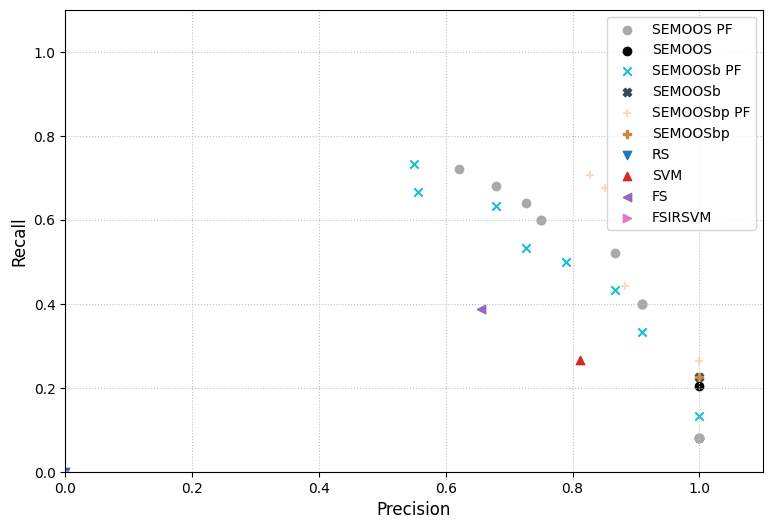 SEMOOS PF
SEMOOS
SEMOOSb PF
SEMOOSb
SEMOOSbp PF
SEMOOSbp
RS
SVM
FS
FSIRSVM
1.0
0.8
0.6
0.4
0.2
0.0
Recall
0.0 0.2 0.4 0.6 0.8 1.0
Precision